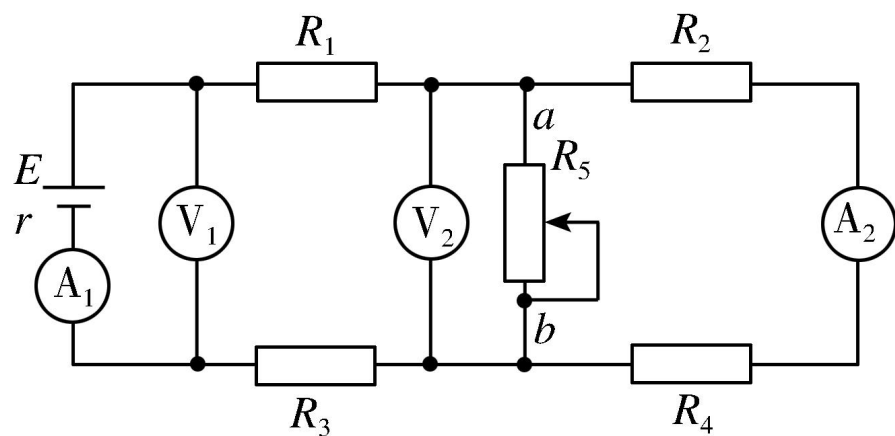 R₁
R₂
a
E
R₅
r
V₁
V₂
A₂
A₁
b
R₃
R₄